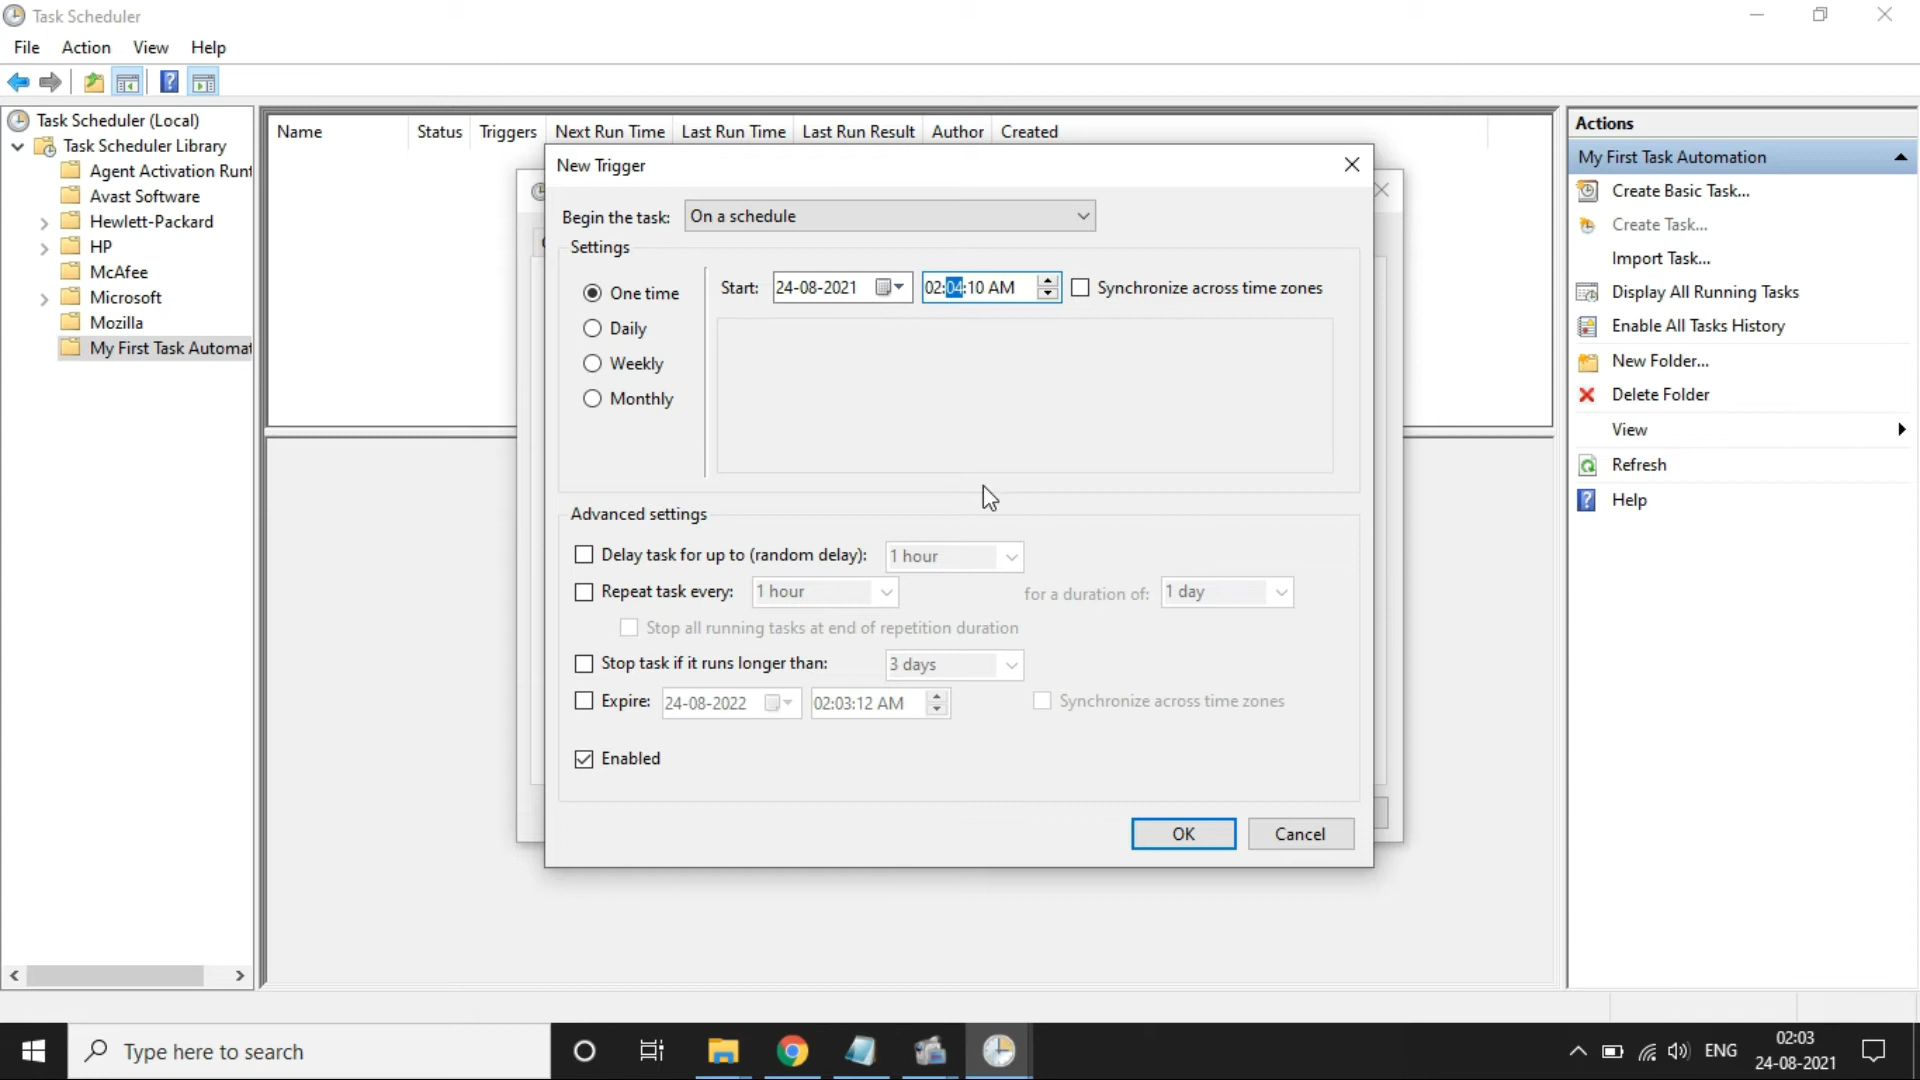 Task Scheduler
File Action View Help
Task Scheduler (Local)
Task Scheduler Library
Agent Activation Runt
Avast Software
Hewlett-Packard
HP
McAfee
Microsoft
Mozilla
My First Task Automat
Name Status Triggers Next Run Time Last Run Time Last Run Result Author Created
New Trigger
Begin the task: On a schedule
Settings
One time
Daily
Weekly
Monthly
Start: 24-08-2021 02:04:10 AM Synchronize across time zones
Advanced settings
Delay task for up to (random delay): 1 hour
Repeat task every: 1 hour for a duration of: 1 day
Stop all running tasks at end of repetition duration
Stop task if it runs longer than: 3 days
Expire: 24-08-2022 02:03:12 AM Synchronize across time zones
Enabled
OK Cancel
Actions
My First Task Automation
Create Basic Task...
Create Task...
Import Task...
Display All Running Tasks
Enable All Tasks History
New Folder...
Delete Folder
View
Refresh
Help
Type here to search
ENG
02:03
24-08-2021